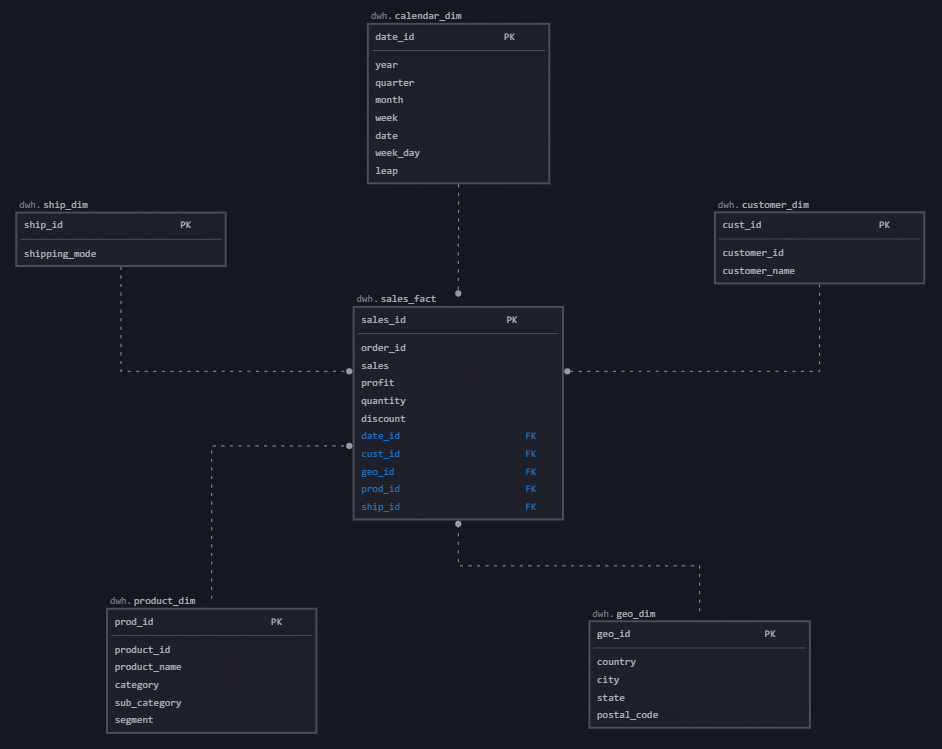 dwh.calendar_dim
date_id PK
year
quarter
month
week
date
week_day
leap
dwh.ship_dim
ship_id PK
shipping_mode
dwh.customer_dim
cust_id PK
customer_id
customer_name
dwh.sales_fact
sales_id PK
order_id
sales
profit
quantity
discount
date_id FK
cust_id FK
geo_id FK
prod_id FK
ship_id FK
dwh.product_dim
prod_id PK
product_id
product_name
category
sub_category
segment
dwh.geo_dim
geo_id PK
country
city
state
postal_code